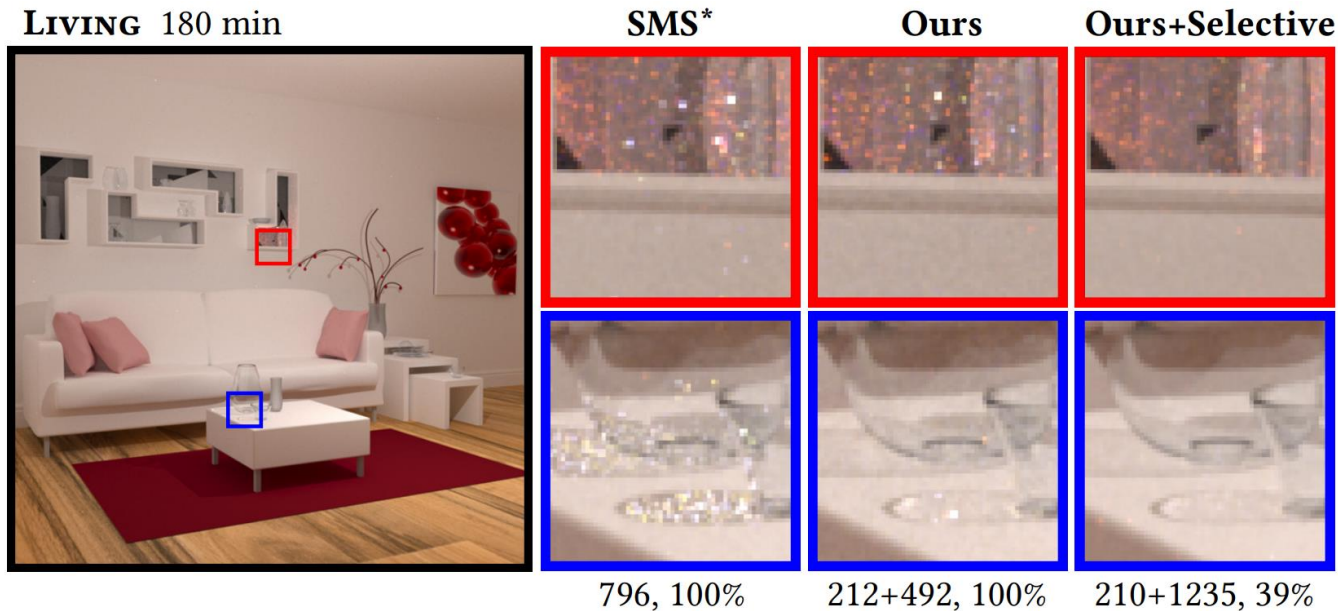 LIVING 180 min
SMS* Ours Ours+Selective
796, 100% 212+492, 100% 210+1235, 39%